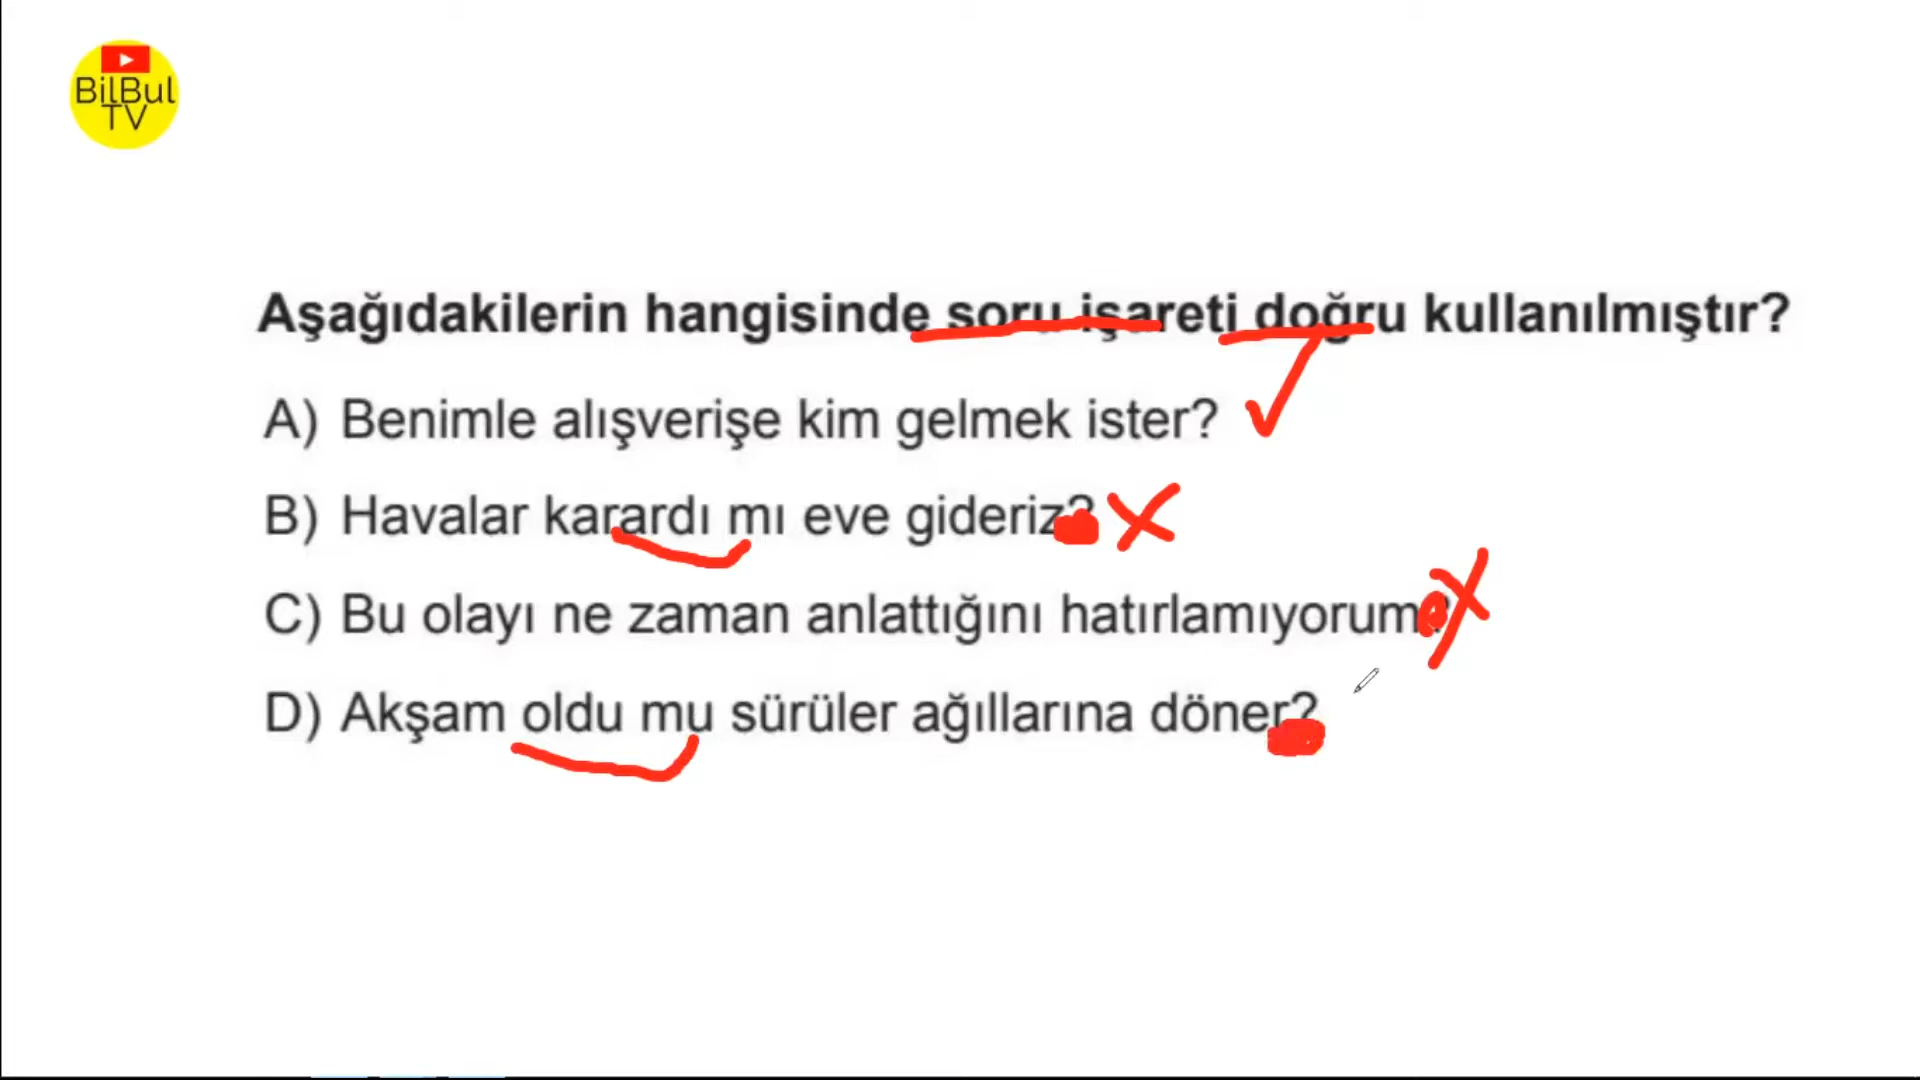 BilBul
TV
Aşağıdakilerin hangisinde soru işareti doğru kullanılmıştır?
A) Benimle alışverişe kim gelmek ister?
B) Havalar karardı mı eve gideriz?
C) Bu olayı ne zaman anlattığını hatırlamıyorum?
D) Akşam oldu mu sürüler ağıllarına döner?